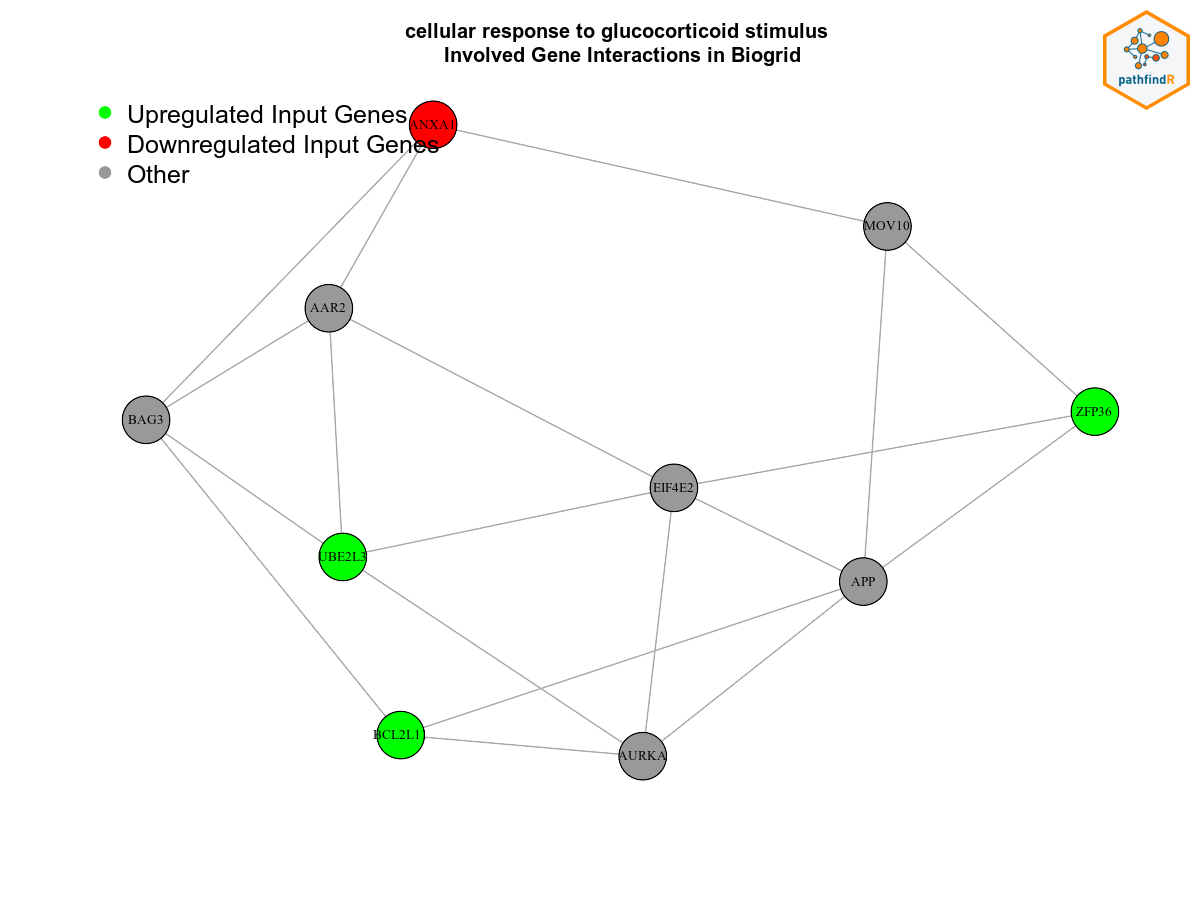 cellular response to glucocorticoid stimulus
Involved Gene Interactions in Biogrid
pathfindR
Upregulated Input Genes
Downregulated Input Genes
Other
ANXA1
MOV10
AAR2
ZFP36
BAG3
EIF4E2
UBE2L3
APP
BCL2L1
AURKA